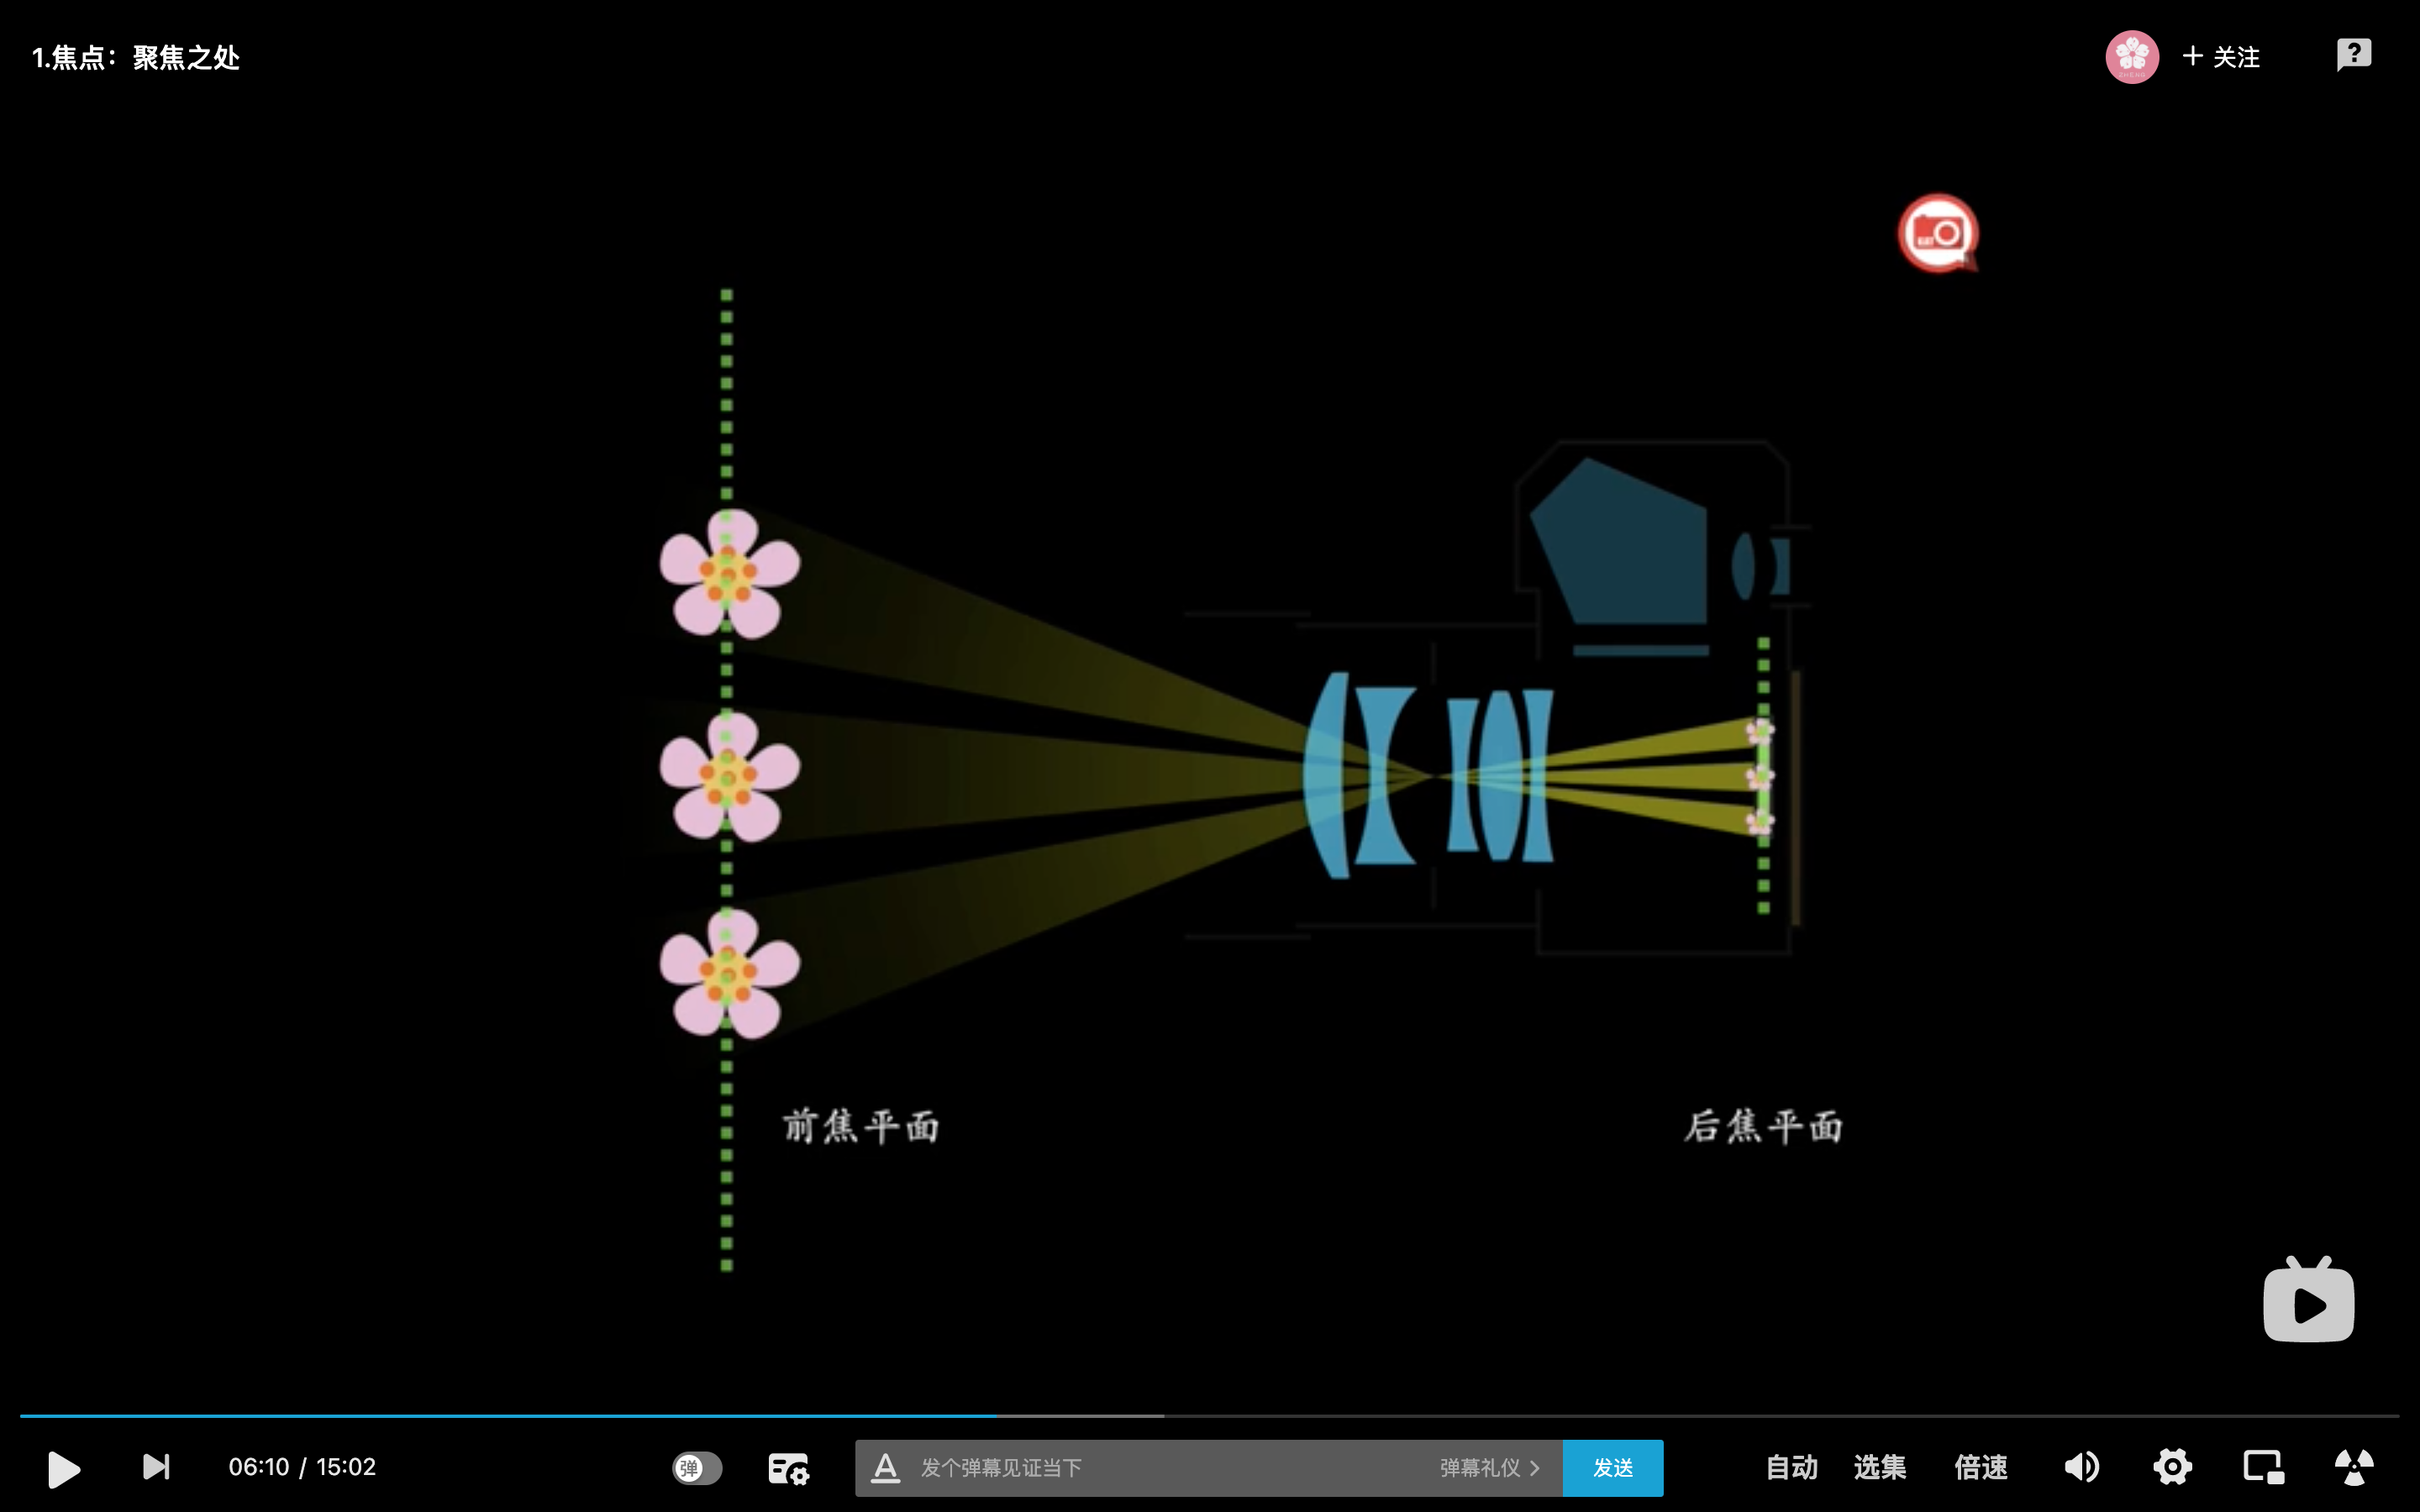 1.焦点：聚焦之处
+ 关注
前焦平面
后焦平面
06:10 / 15:02
弹
A 发个弹幕见证当下
弹幕礼仪 >
发送
自动
选集
倍速